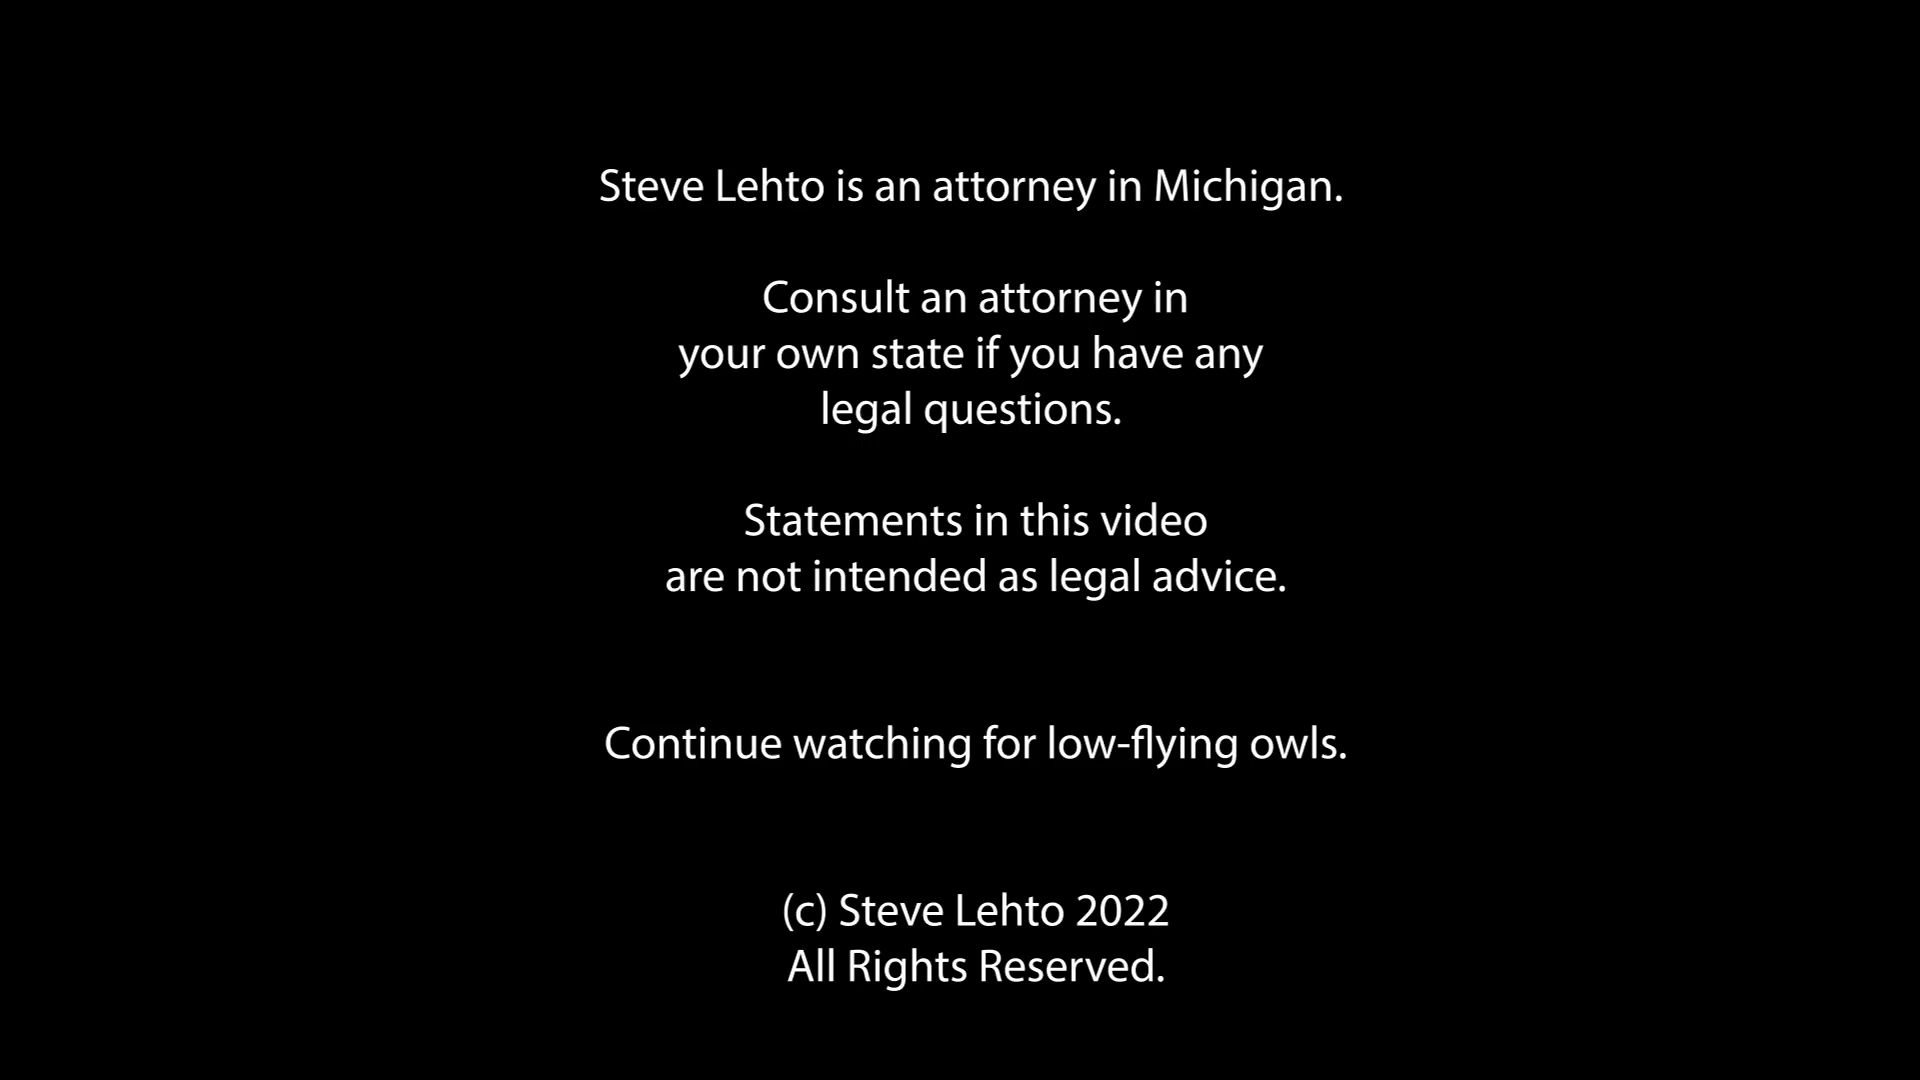 Steve Lehto is an attorney in Michigan.
Consult an attorney in
your own state if you have any
legal questions.
Statements in this video
are not intended as legal advice.
Continue watching for low-flying owls.
(c) Steve Lehto 2022
All Rights Reserved.